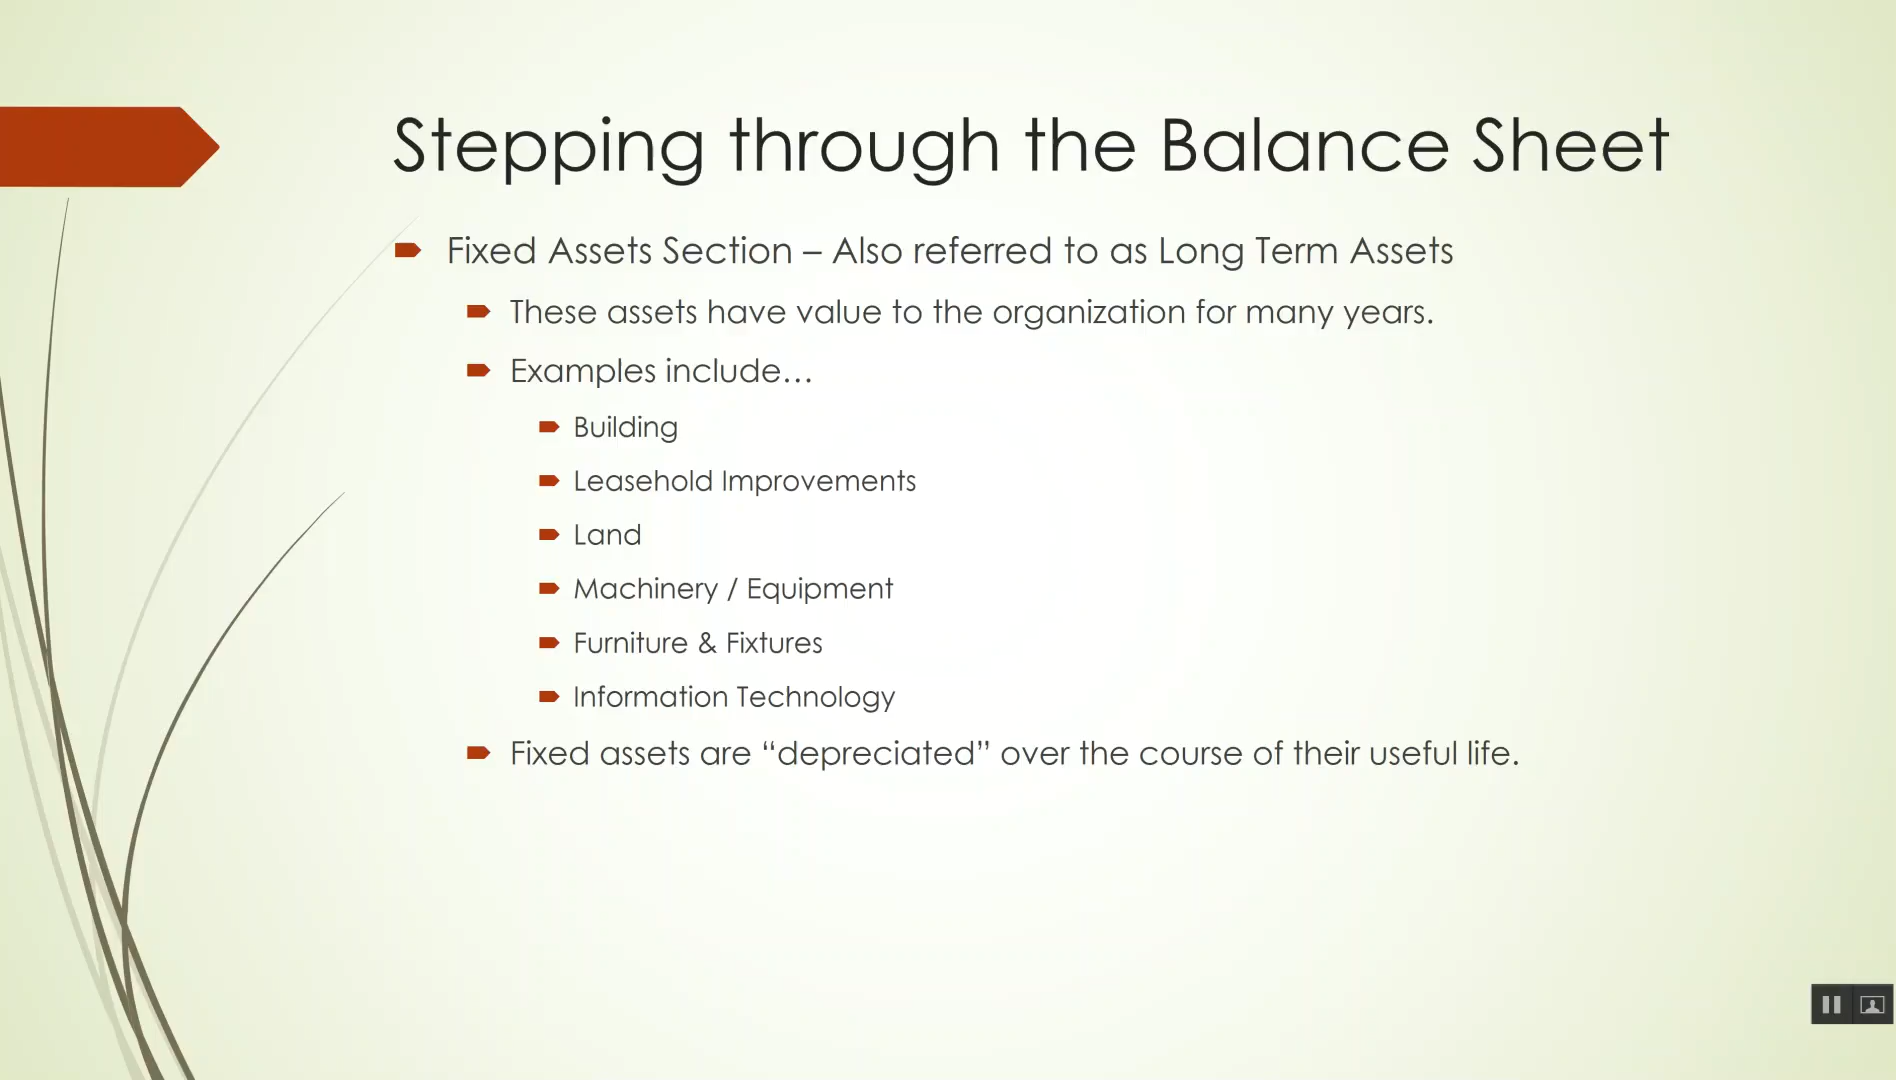 Stepping through the Balance Sheet
Fixed Assets Section – Also referred to as Long Term Assets
These assets have value to the organization for many years.
Examples include…
Building
Leasehold Improvements
Land
Machinery / Equipment
Furniture & Fixtures
Information Technology
Fixed assets are “depreciated” over the course of their useful life.